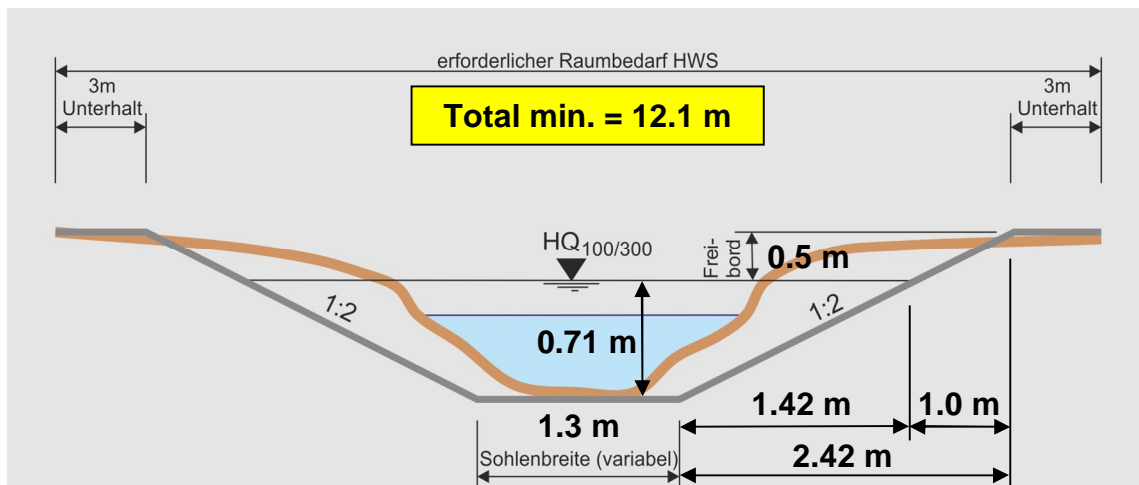 erforderlicher Raumbedarf HWS
3m
Unterhalt
3m
Unterhalt
Total min. = 12.1 m
HQ100/300
Frei-
bord
0.5 m
1:2
1:2
0.71 m
1.42 m
1.0 m
1.3 m
Sohlenbreite (variabel)
2.42 m